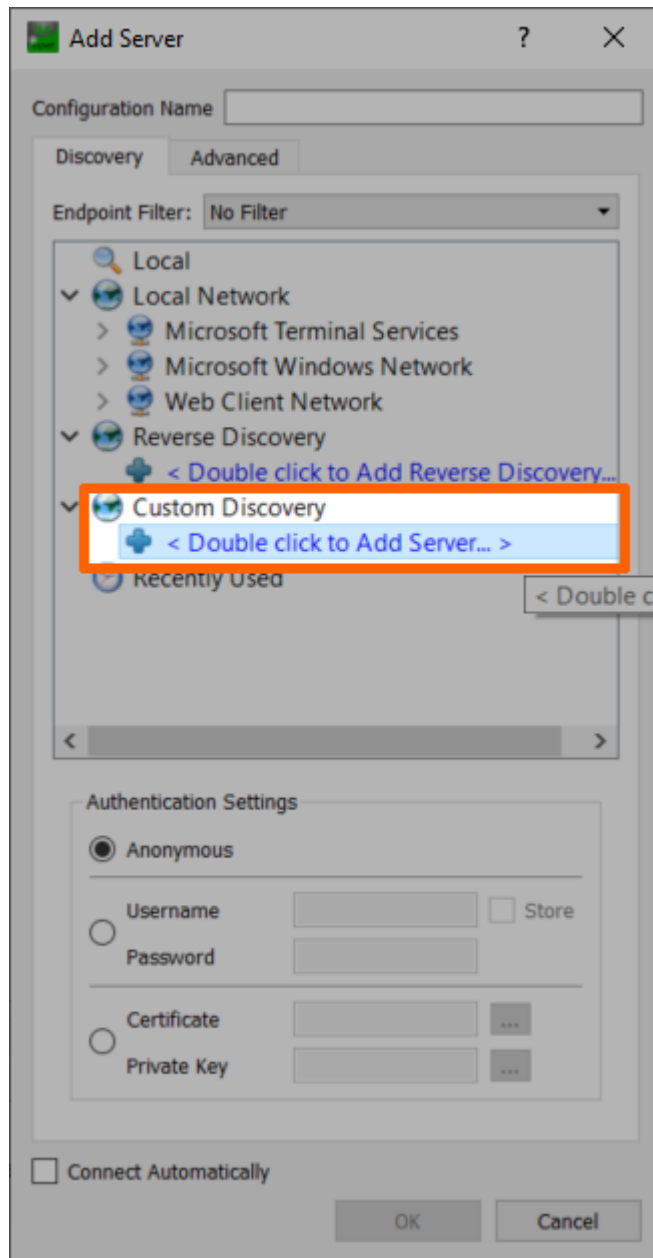 Add Server
?
Configuration Name
Discovery Advanced
Endpoint Filter: No Filter
Local
Local Network
Microsoft Terminal Services
Microsoft Windows Network
Web Client Network
Reverse Discovery
< Double click to Add Reverse Discovery...
Custom Discovery
< Double click to Add Server... >
Recently Used
< Double c
Authentication Settings
Anonymous
Username Store
Password
Certificate ...
Private Key ...
Connect Automatically
OK Cancel